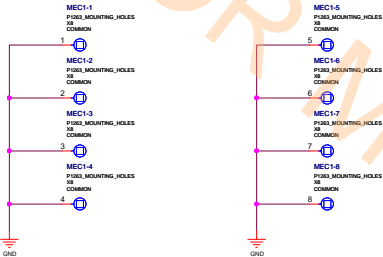 MEC1-1
P1263_MOUNTING_HOLES
X8
COMMON
1
MEC1-2
P1263_MOUNTING_HOLES
X8
COMMON
2
MEC1-3
P1263_MOUNTING_HOLES
X8
COMMON
3
MEC1-4
P1263_MOUNTING_HOLES
X8
COMMON
4
GND
MEC1-5
P1263_MOUNTING_HOLES
X8
COMMON
5
MEC1-6
P1263_MOUNTING_HOLES
X8
COMMON
6
MEC1-7
P1263_MOUNTING_HOLES
X8
COMMON
7
MEC1-8
P1263_MOUNTING_HOLES
X8
COMMON
8
GND